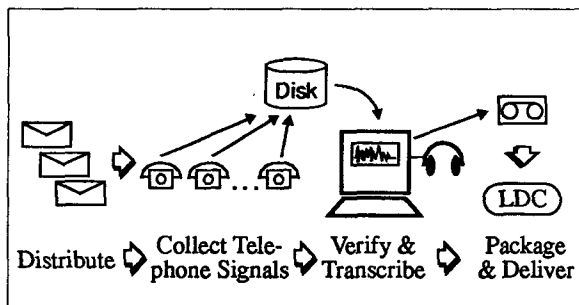 Disk
LDC
Distribute
Collect Tele-
phone Signals
Verify &
Transcribe
Package
& Deliver